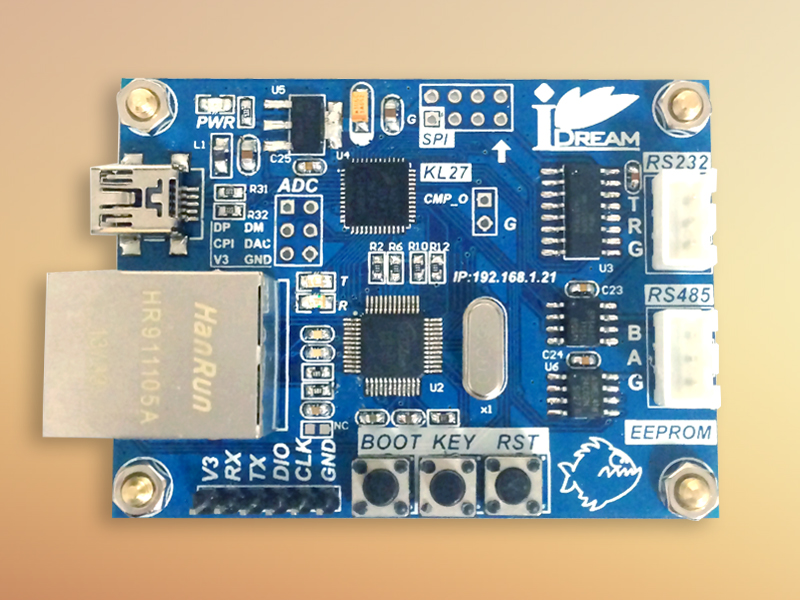 U5
PWR
G
SPI
iDREAM
L1
C25
U4
KL27
RS232
R31
ADC
CMP_O
T
R
G
R32
G
DP DM
CPI DAC
V3 GND
U3
R2 R6 R10 R12
T
IP:192.168.1.21
R
C23
RS485
HanRun
HR911105A
B
A
G
C24
U6
U2
x1
NC
EEPROM
BOOT KEY RST
V3
RX
TX
DIO
CLK
GND